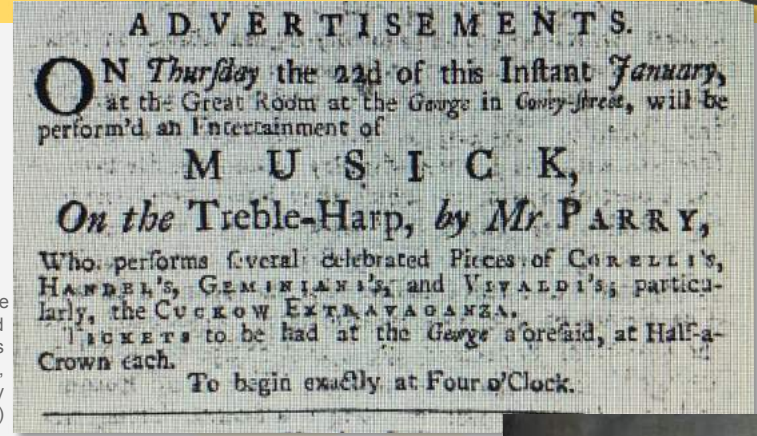 ADVERTISEMENTS.
ON Thurſday the 22d of this Inſtant January,
at the Great Room at the George in Coney-ſtreet, will be
perform'd an Entertainment of
MUSICK,
On the Treble-Harp, by Mr PARRY,
Who performs ſeveral celebrated Pieces of CORELLI's,
HANDEL's, GEMINIANI's, and VIVALDI's; particu-
larly, the CUCKOW EXTRAVAGANZA.
TICKETS to be had at the George aforeſaid, at Half-a-
Crown each.
To begin exactly at Four o'Clock.